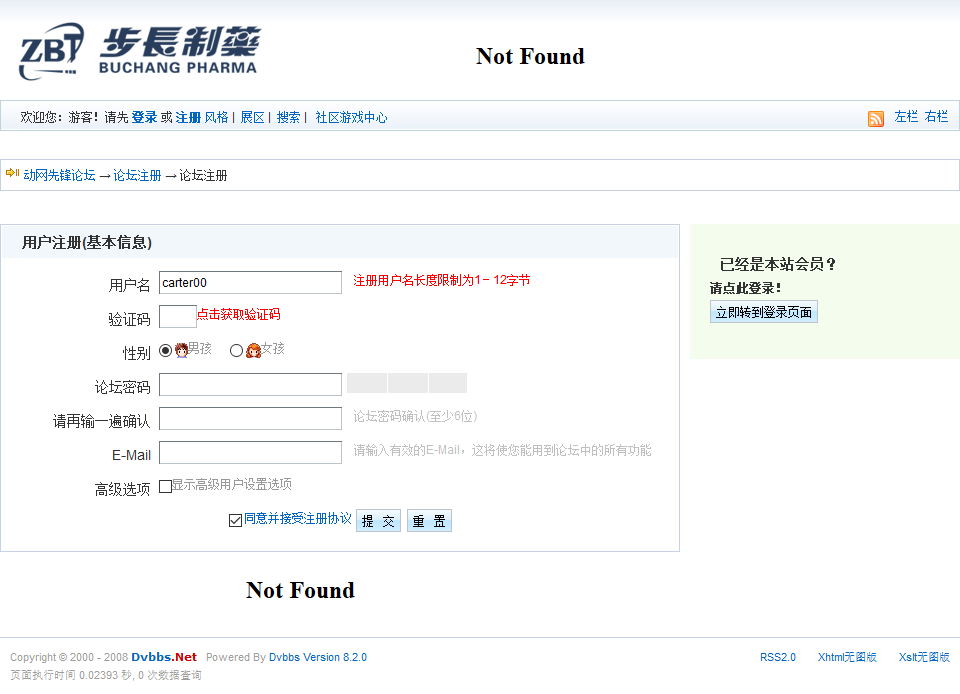 ZBT 步長制藥
BUCHANG PHARMA
Not Found
欢迎您：游客！请先 登录 或 注册 风格 | 展区 | 搜索 | 社区游戏中心
左栏 右栏
动网先锋论坛 → 论坛注册 → 论坛注册
用户注册(基本信息)
用户名 carter00 注册用户名长度限制为1－12字节
验证码 点击获取验证码
性别 男孩 女孩
论坛密码
请再输一遍确认 论坛密码确认(至少6位)
E-Mail 请输入有效的E-Mail，这将使您能用到论坛中的所有功能
高级选项 显示高级用户设置选项
同意并接受注册协议 提 交 重 置
已经是本站会员？
请点此登录！
立即转到登录页面
Not Found
Copyright © 2000 - 2008 Dvbbs.Net Powered By Dvbbs Version 8.2.0
页面执行时间 0.02393 秒, 0 次数据查询
RSS2.0 Xhtml无图版 Xslt无图版